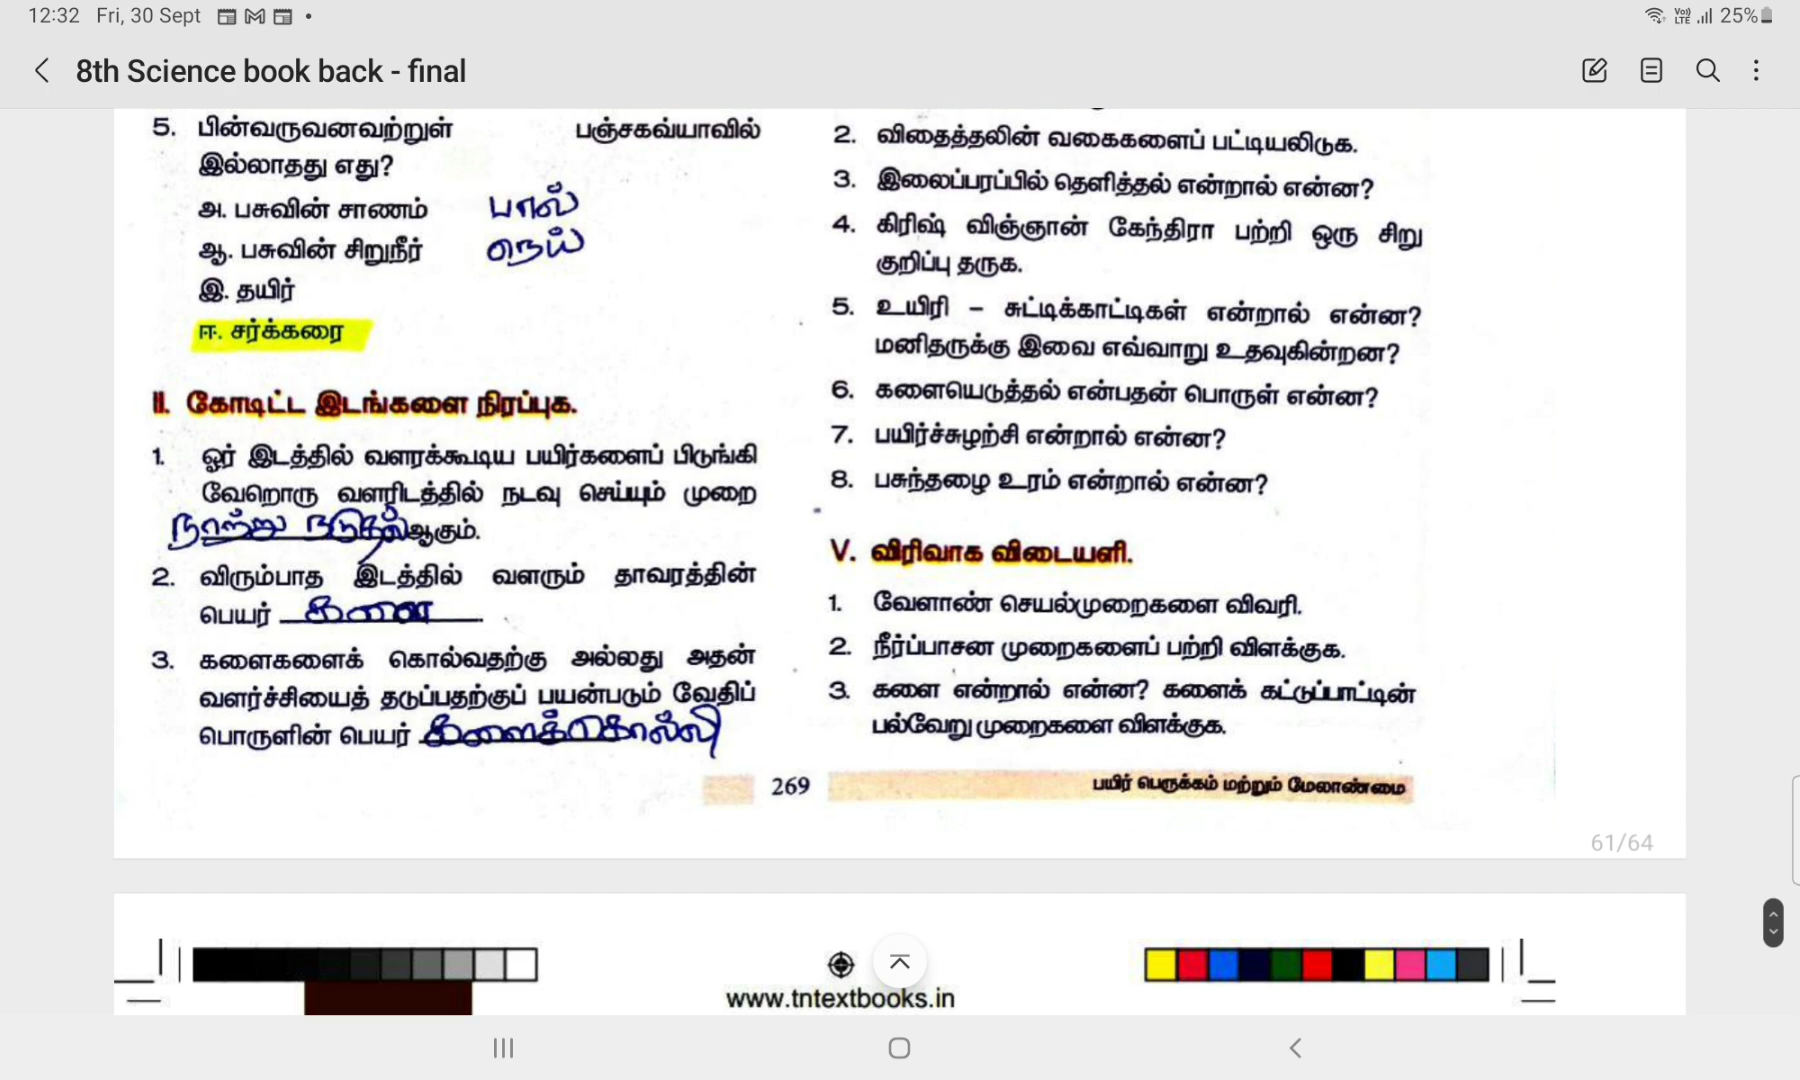 12:32 Fri, 30 Sept
Vo)) LTE 25%
8th Science book back - final
5. பின்வருவனவற்றுள் பஞ்சகவ்யாவில்
இல்லாதது எது?
அ. பசுவின் சாணம் பால்
ஆ. பசுவின் சிறுநீர் நெய்
இ. தயிர்
ஈ. சர்க்கரை
II. கோடிட்ட இடங்களை நிரப்புக.
1. ஓர் இடத்தில் வளரக்கூடிய பயிர்களைப் பிடுங்கி
வேறொரு வளரிடத்தில் நடவு செய்யும் முறை
நாற்று நடுதல் ஆகும்.
2. விரும்பாத இடத்தில் வளரும் தாவரத்தின்
பெயர் களை
3. களைகளைக் கொல்வதற்கு அல்லது அதன்
வளர்ச்சியைத் தடுப்பதற்குப் பயன்படும் வேதிப்
பொருளின் பெயர் களைக்கொல்லி
2. விதைத்தலின் வகைகளைப் பட்டியலிடுக.
3. இலைப்பரப்பில் தெளித்தல் என்றால் என்ன?
4. கிரிஷ் விஞ்ஞான் கேந்திரா பற்றி ஒரு சிறு
குறிப்பு தருக.
5. உயிரி – சுட்டிக்காட்டிகள் என்றால் என்ன?
மனிதருக்கு இவை எவ்வாறு உதவுகின்றன?
6. களையெடுத்தல் என்பதன் பொருள் என்ன?
7. பயிர்ச்சுழற்சி என்றால் என்ன?
8. பசுந்தழை உரம் என்றால் என்ன?
V. விரிவாக விடையளி.
1. வேளாண் செயல்முறைகளை விவரி.
2. நீர்ப்பாசன முறைகளைப் பற்றி விளக்குக.
3. களை என்றால் என்ன? களைக் கட்டுப்பாட்டின்
பல்வேறு முறைகளை விளக்குக.
269 பயிர் பெருக்கம் மற்றும் மேலாண்மை
61/64
www.tntextbooks.in